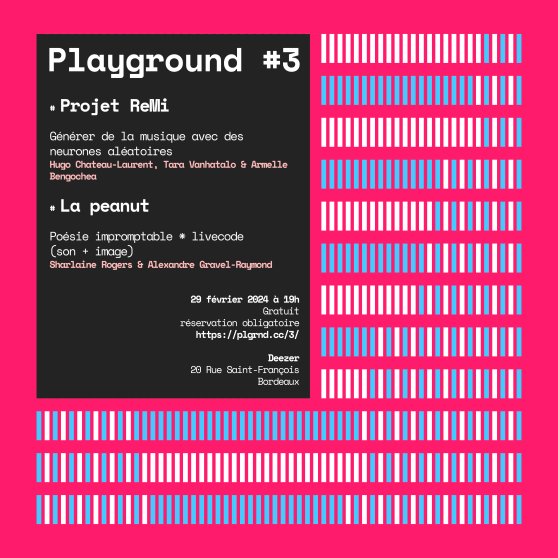 Playground #3
* Projet ReMi
Générer de la musique avec des
neurones aléatoires
Hugo Chateau-Laurent, Tara Vanhatalo & Armelle
Bengochea
* La peanut
Poésie impromptable * livecode
(son + image)
Sharlaine Rogers & Alexandre Gravel-Raymond
29 février 2024 à 19h
Gratuit
réservation obligatoire
https://plgrnd.cc/3/
Deezer
20 Rue Saint-François
Bordeaux